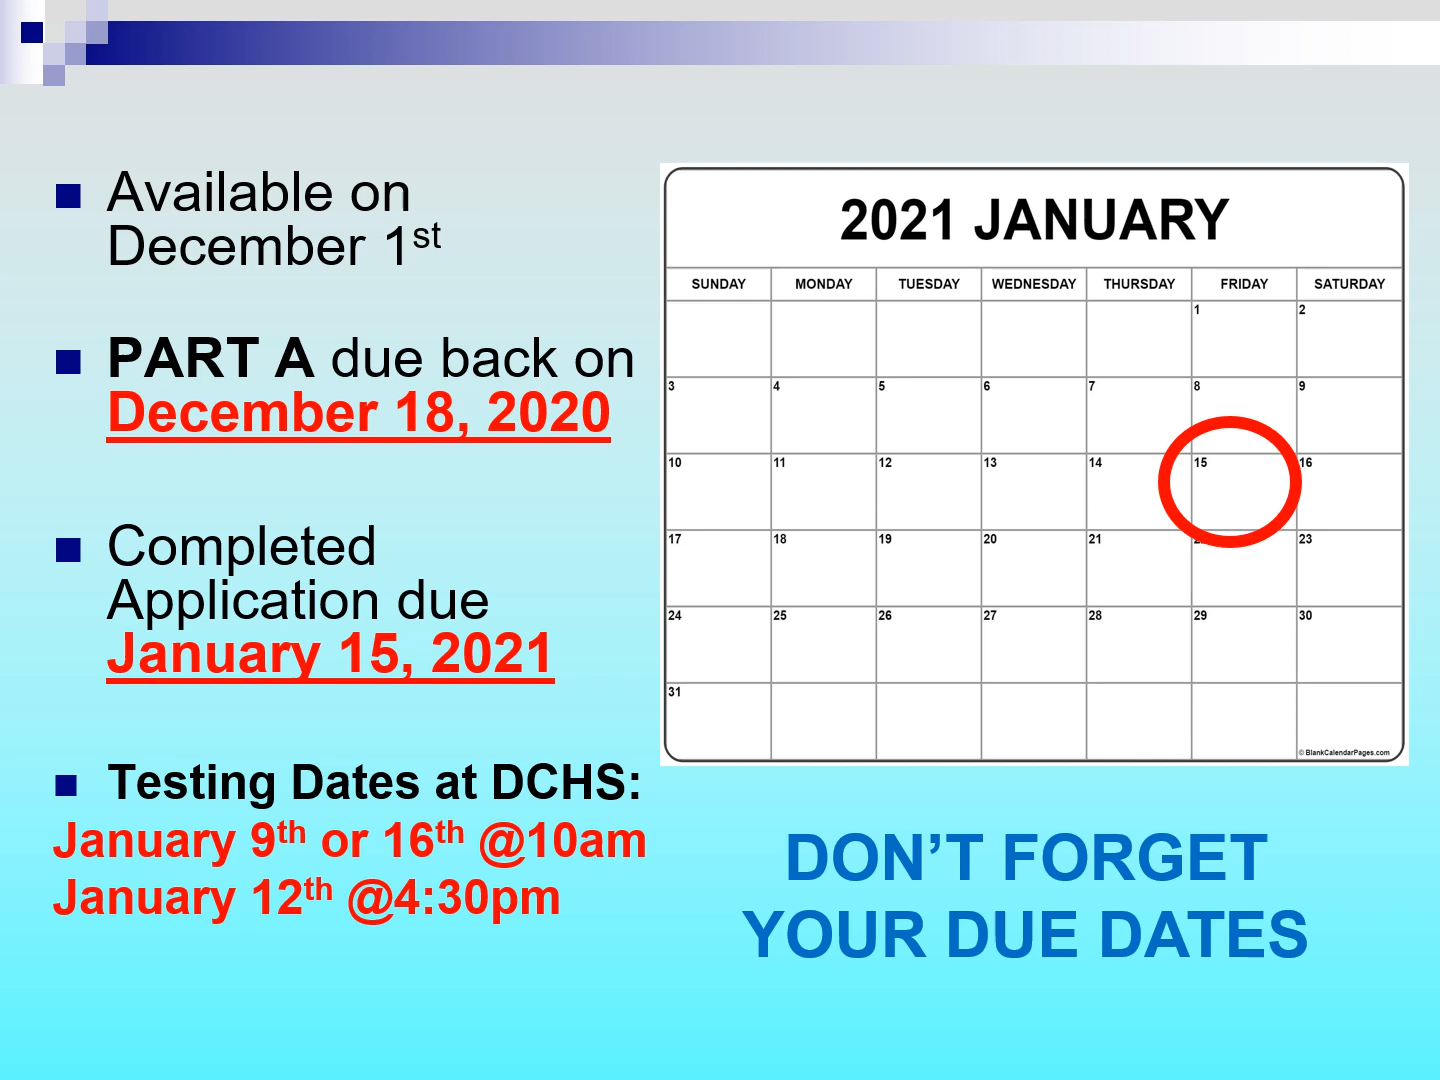 Available on
December 1st
PART A due back on
December 18, 2020
Completed
Application due
January 15, 2021
Testing Dates at DCHS:
January 9th or 16th @10am
January 12th @4:30pm
2021 JANUARY
SUNDAY MONDAY TUESDAY WEDNESDAY THURSDAY FRIDAY SATURDAY
1 2
3 4 5 6 7 8 9
10 11 12 13 14 15 16
17 18 19 20 21 23
24 25 26 27 28 29 30
31
© BlankCalendarPages.com
DON’T FORGET
YOUR DUE DATES